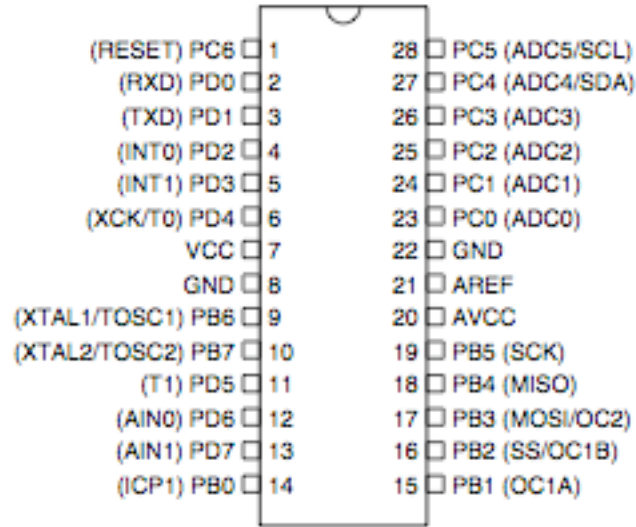 (RESET) PC6 1 28 PC5 (ADC5/SCL)
(RXD) PD0 2 27 PC4 (ADC4/SDA)
(TXD) PD1 3 26 PC3 (ADC3)
(INT0) PD2 4 25 PC2 (ADC2)
(INT1) PD3 5 24 PC1 (ADC1)
(XCK/T0) PD4 6 23 PC0 (ADC0)
VCC 7 22 GND
GND 8 21 AREF
(XTAL1/TOSC1) PB6 9 20 AVCC
(XTAL2/TOSC2) PB7 10 19 PB5 (SCK)
(T1) PD5 11 18 PB4 (MISO)
(AIN0) PD6 12 17 PB3 (MOSI/OC2)
(AIN1) PD7 13 16 PB2 (SS/OC1B)
(ICP1) PB0 14 15 PB1 (OC1A)